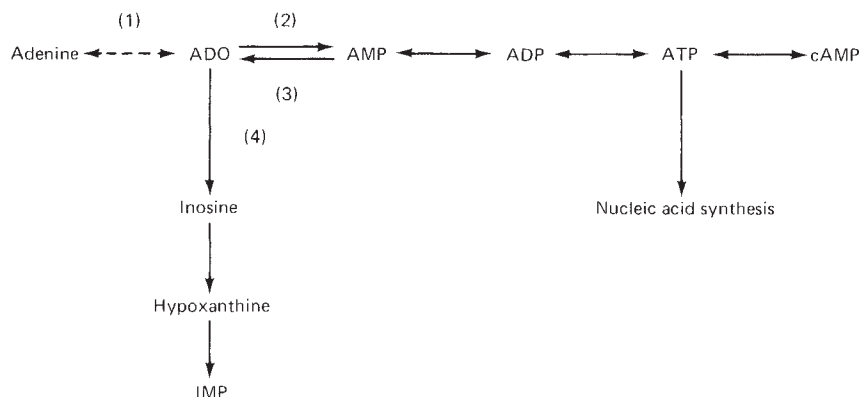 (1) (2)
Adenine ADO AMP ADP ATP cAMP
(3)
(4)
Inosine Nucleic acid synthesis
Hypoxanthine
IMP